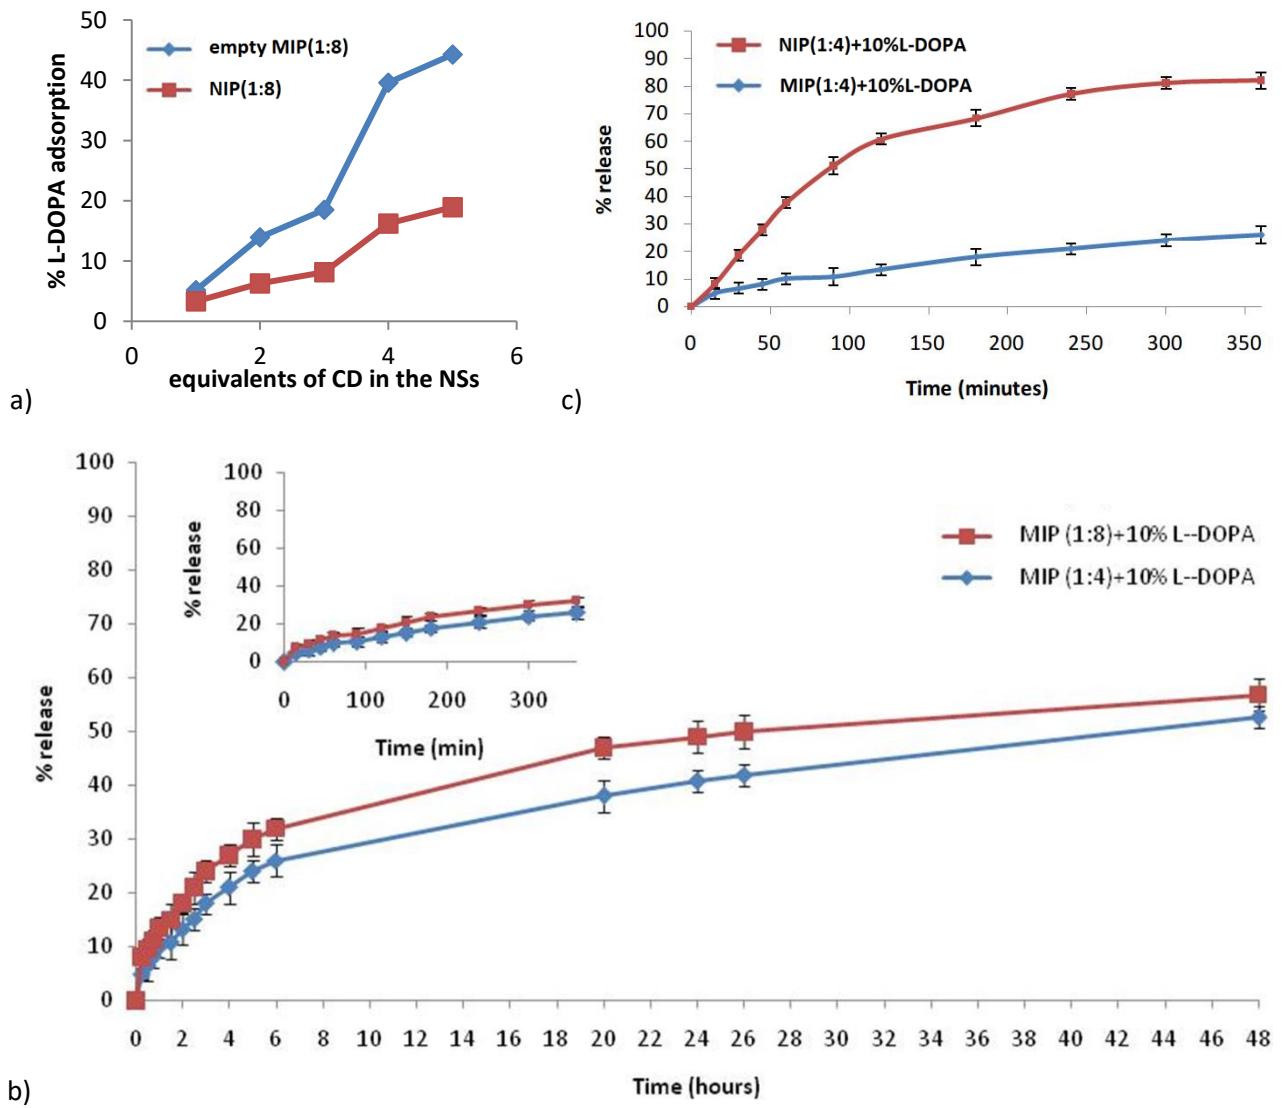 50
40
30
20
10
0
% L-DOPA adsorption
empty MIP(1:8)
NIP(1:8)
0 2 4 6
equivalents of CD in the NSs
a)
100
90
80
70
60
50
40
30
20
10
0
% release
NIP(1:4)+10%L-DOPA
MIP(1:4)+10%L-DOPA
0 50 100 150 200 250 300 350
Time (minutes)
c)
100
90
80
70
60
50
40
30
20
10
0
% release
100
80
60
40
20
0
% release
0 100 200 300
Time (min)
MIP (1:8)+10% L--DOPA
MIP (1:4)+10% L--DOPA
0 2 4 6 8 10 12 14 16 18 20 22 24 26 28 30 32 34 36 38 40 42 44 46 48
Time (hours)
b)